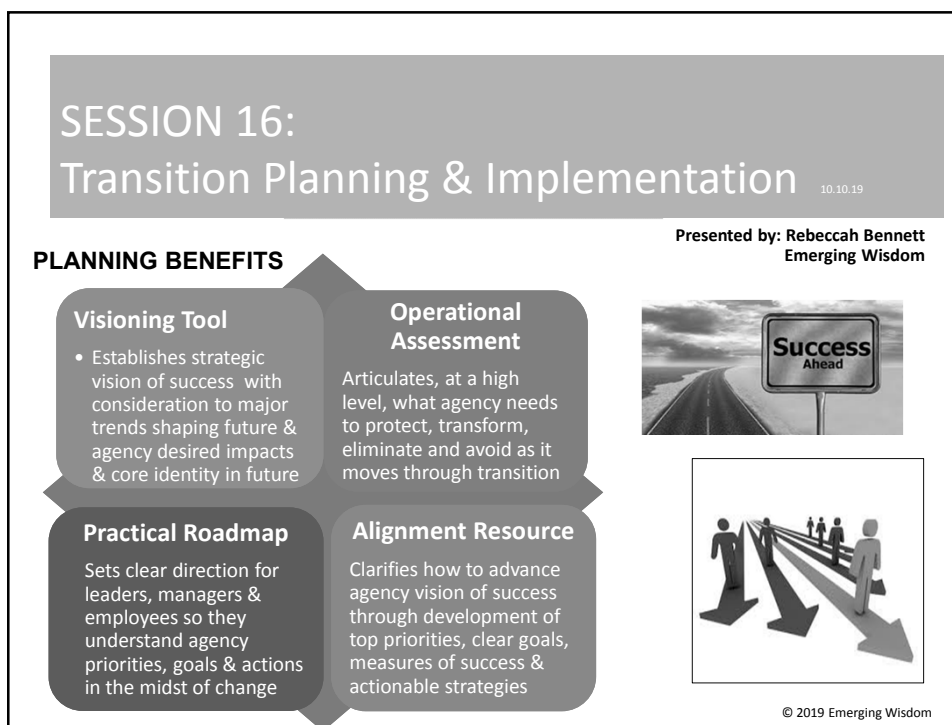 SESSION 16:
Transition Planning & Implementation 10.10.19
Presented by: Rebeccah Bennett
Emerging Wisdom
PLANNING BENEFITS
Visioning Tool
• Establishes strategic
vision of success with
consideration to major
trends shaping future &
agency desired impacts
& core identity in future
Operational
Assessment
Articulates, at a high
level, what agency needs
to protect, transform,
eliminate and avoid as it
moves through transition
Success
Ahead
Practical Roadmap
Sets clear direction for
leaders, managers &
employees so they
understand agency
priorities, goals & actions
in the midst of change
Alignment Resource
Clarifies how to advance
agency vision of success
through development of
top priorities, clear goals,
measures of success &
actionable strategies
© 2019 Emerging Wisdom